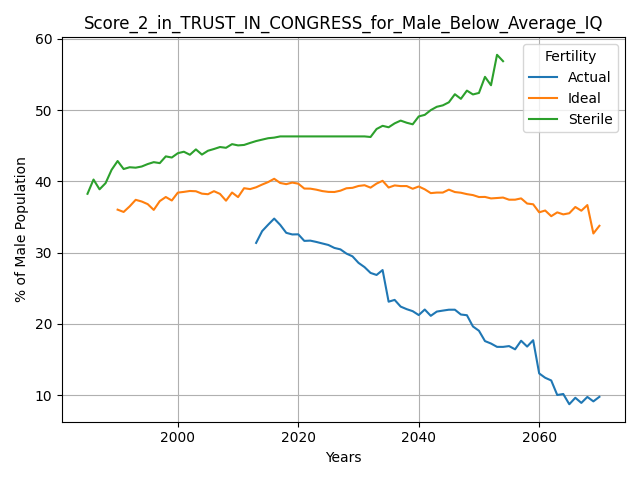 Score_2_in_TRUST_IN_CONGRESS_for_Male_Below_Average_IQ
Fertility
Actual
Ideal
Sterile
% of Male Population
60
50
40
30
20
10
2000 2020 2040 2060
Years